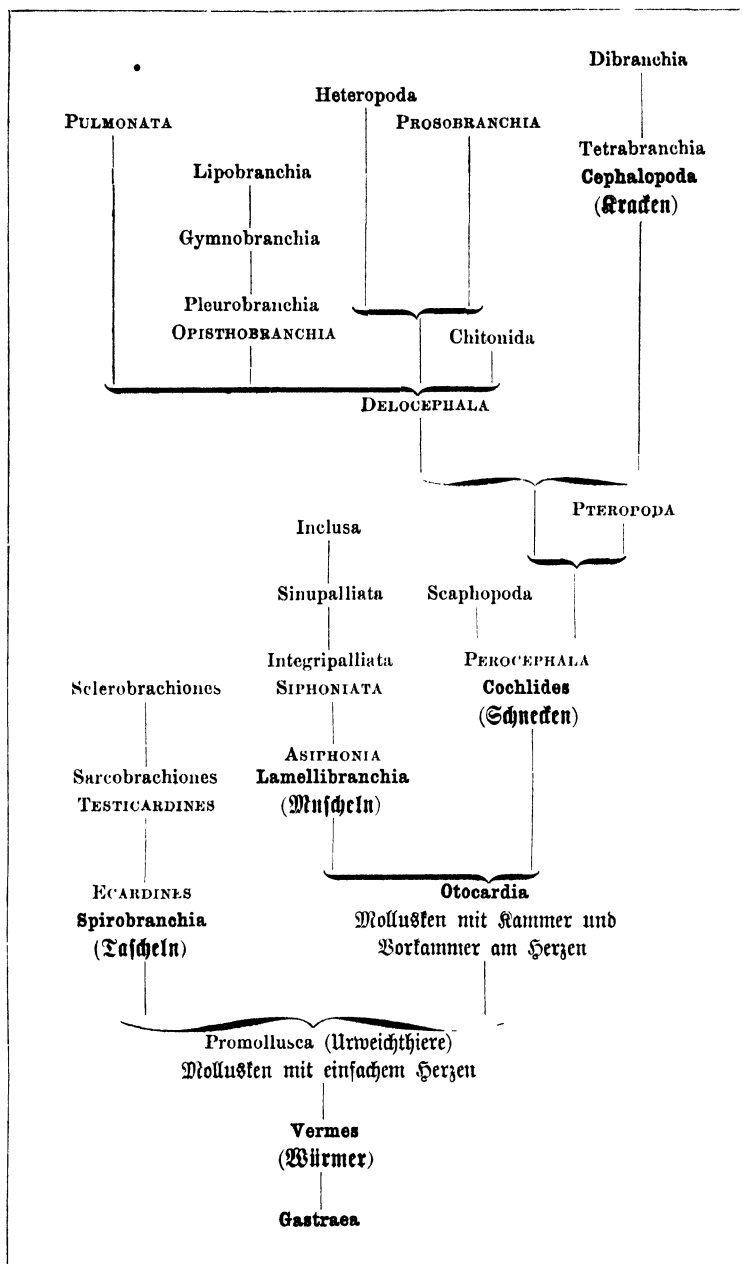 Dibranchia
Heteropoda
PULMONATA
PROSOBRANCHIA
Tetrabranchia
Cephalopoda
(Kracken)
Lipobranchia
Gymnobranchia
Pleurobranchia
OPISTHOBRANCHIA
Chitonida
DELOCEPHALA
PTEROPODA
Inclusa
Sinupalliata
Scaphopoda
Integripalliata
SIPHONIATA
PEROCEPHALA
Cochlides
(Schnecken)
Sclerobrachiones
ASIPHONIA
Lamellibranchia
(Muscheln)
Sarcobrachiones
TESTICARDINES
ECARDINES
Spirobranchia
(Tascheln)
Otocardia
Mollusken mit Kammer und
Vorkammer am Herzen
Promollusca (Urweichthiere)
Mollusken mit einfachem Herzen
Vermes
(Würmer)
Gastraea